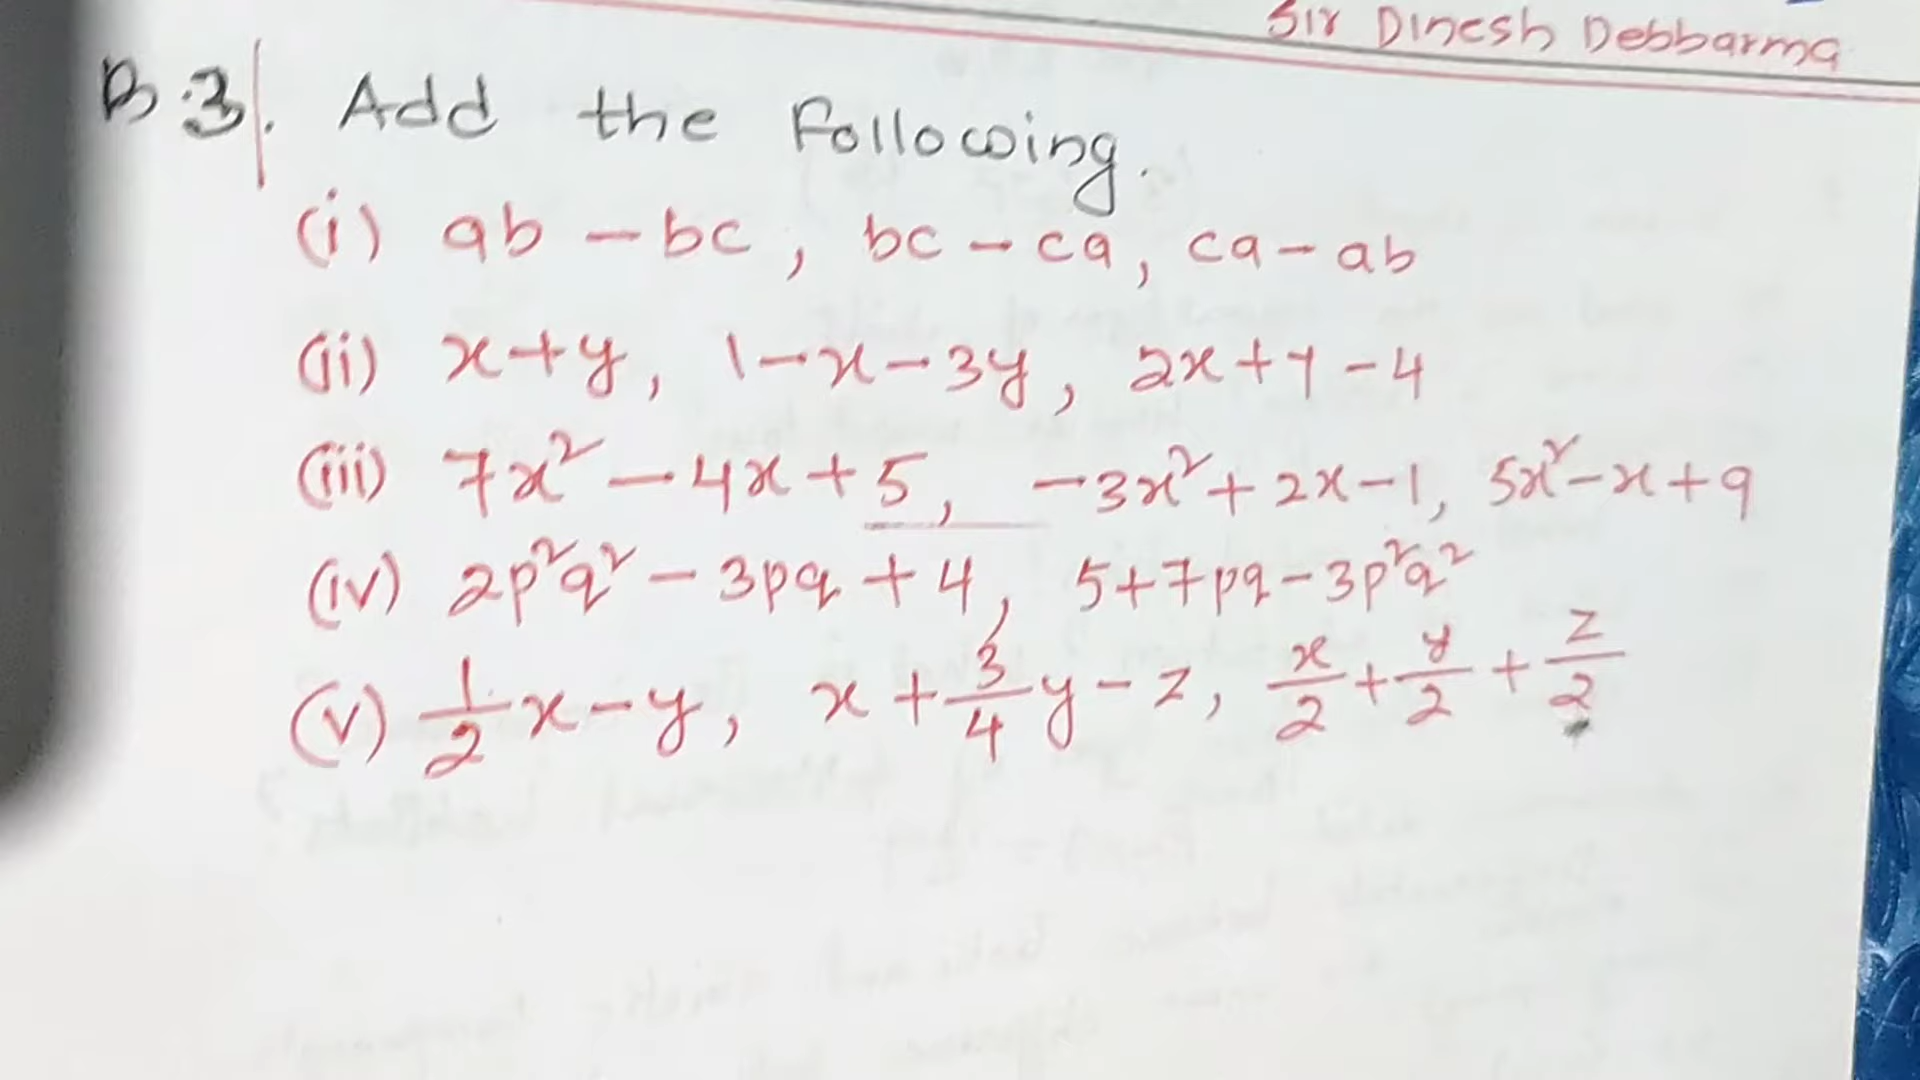 Sir Dinesh Debbarma
B.3. Add the Following.
(i) ab - bc, bc - ca, ca - ab
(ii) x + y, 1 - x - 3y, 2x + y - 4
(iii) 7x² - 4x + 5, -3x² + 2x - 1, 5x² - x + 9
(iv) 2p²q² - 3pq + 4, 5 + 7pq - 3p²q²
(v) 1/2 x - y, x + 3/4 y - z, x/2 + y/2 + z/2